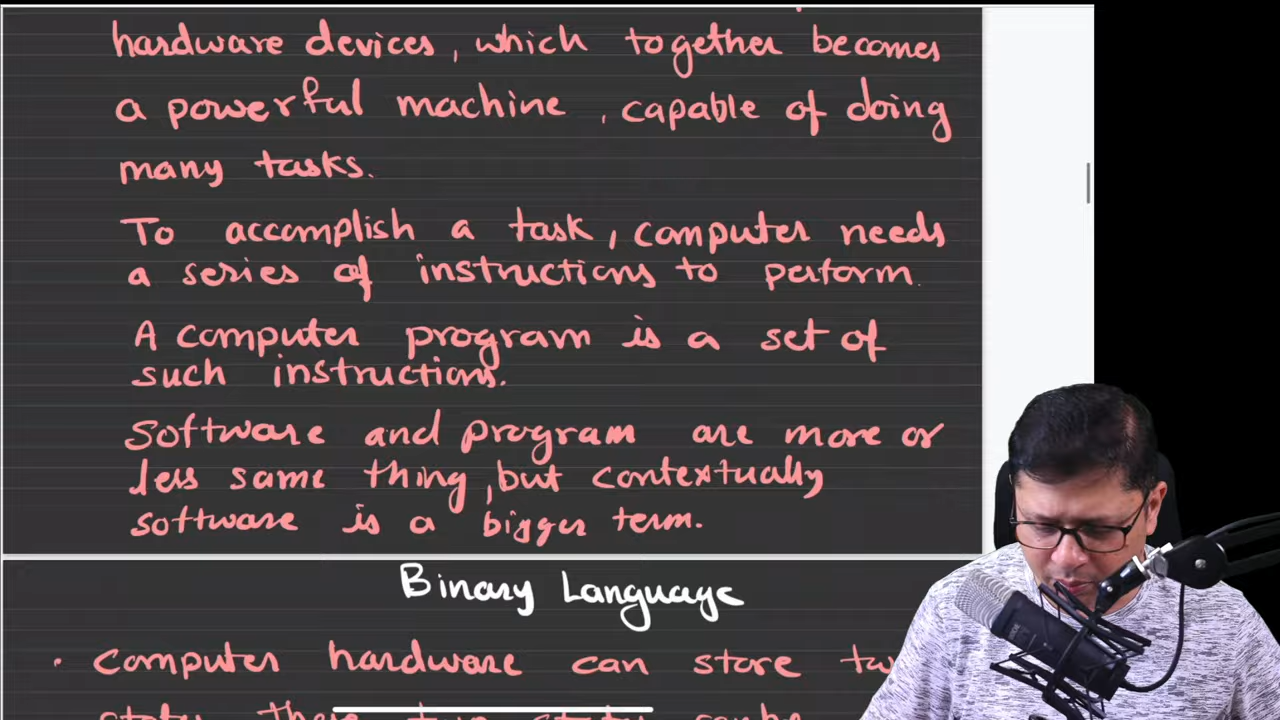 hardware devices, which together becomes
a powerful machine, capable of doing
many tasks.
To accomplish a task, computer needs
a series of instructions to perform.
A computer program is a set of
such instructions.
Software and program are more or
less same thing, but contextually
software is a bigger term.
Binary Language
• Computer hardware can store